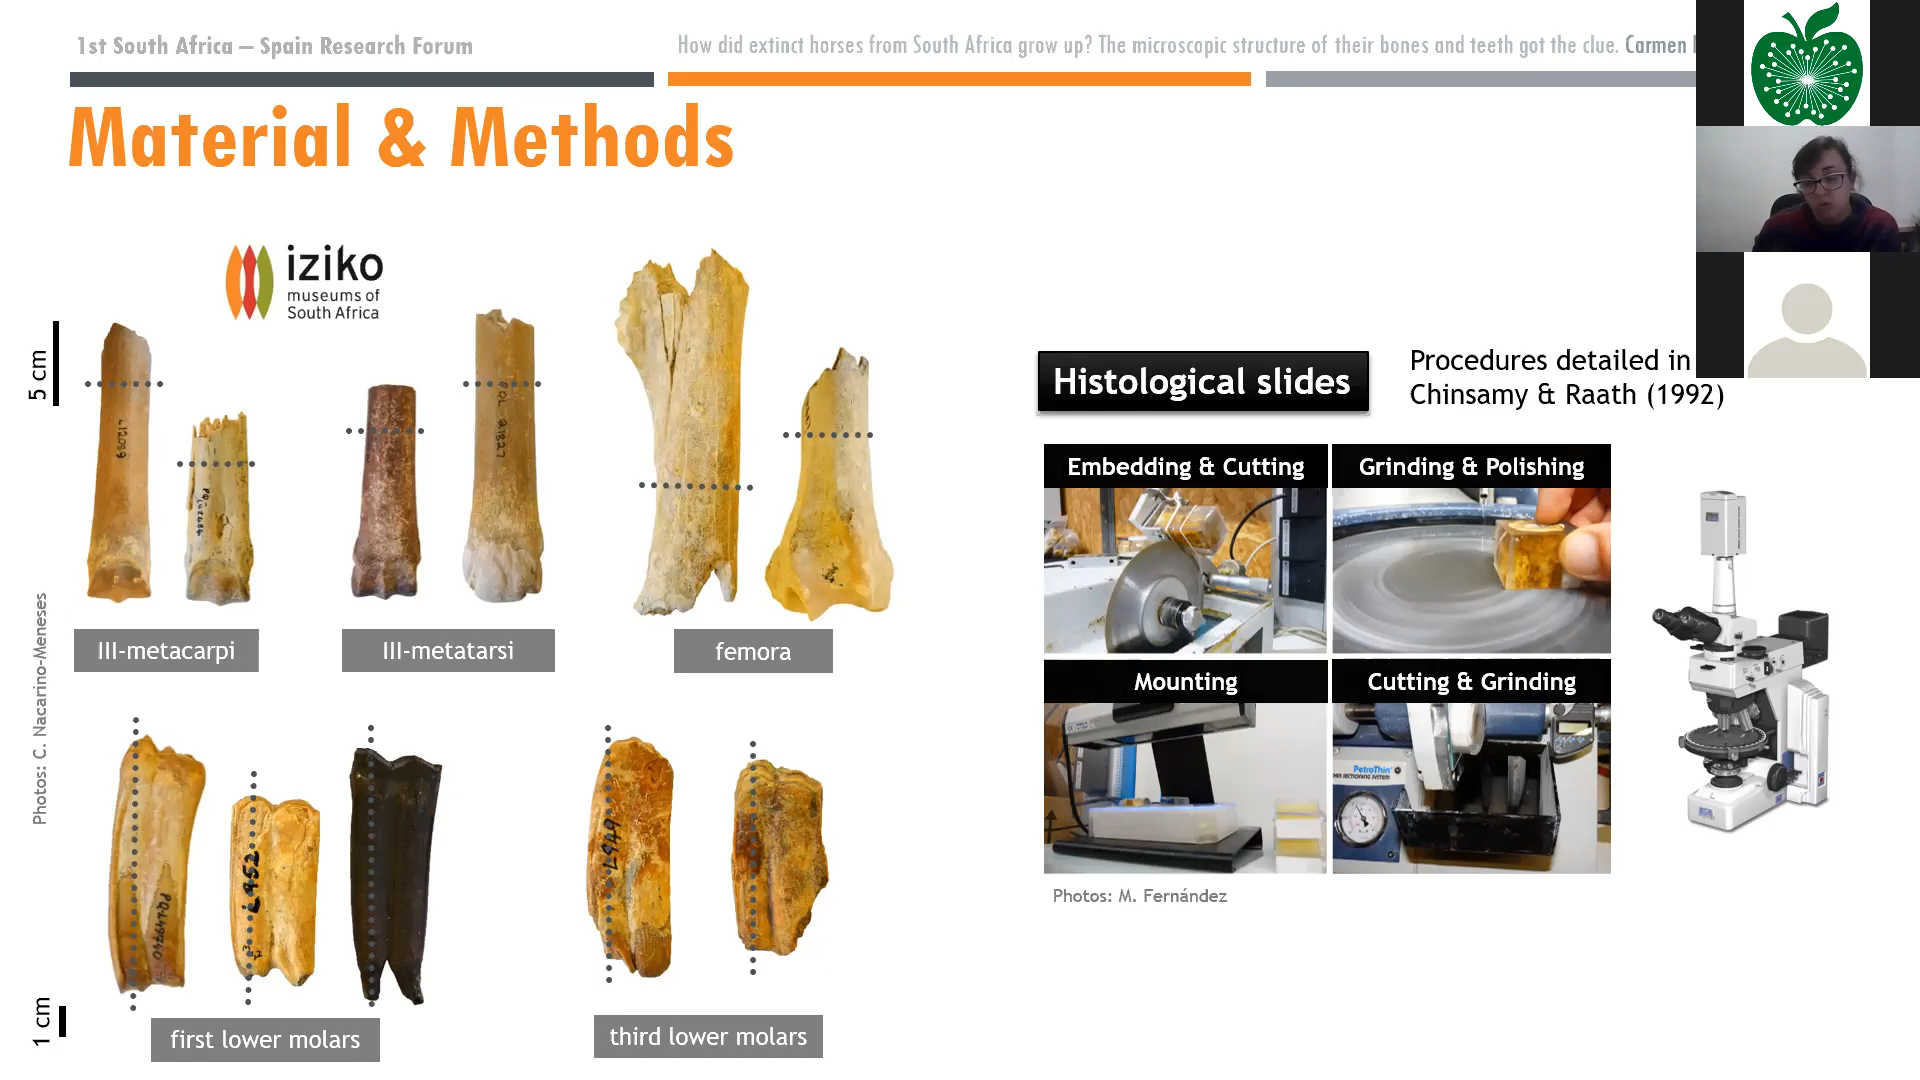 1st South Africa – Spain Research Forum
How did extinct horses from South Africa grow up? The microscopic structure of their bones and teeth got the clue. Carmen
Material & Methods
iziko
museums of
South Africa
5 cm
L12089
III-metacarpi
III-metatarsi
femora
Photos: C. Nacarino-Meneses
Histological slides
Procedures detailed in
Chinsamy & Raath (1992)
Embedding & Cutting
Grinding & Polishing
Mounting
Cutting & Grinding
PetroThin
Photos: M. Fernández
L952
1 cm
first lower molars
third lower molars